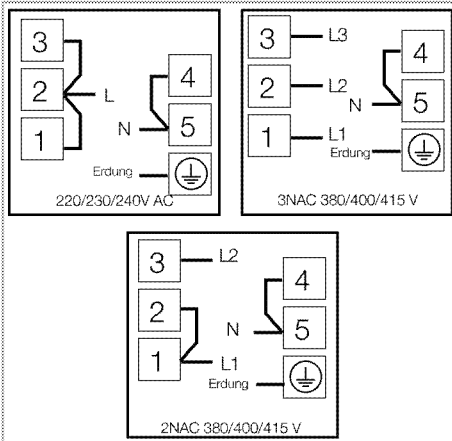 3
2
1
L
N
4
5
Erdung
220/230/240V AC
3
2
1
L3
L2
L1
N
4
5
Erdung
3NAC 380/400/415 V
3
2
1
L2
L1
N
4
5
Erdung
2NAC 380/400/415 V